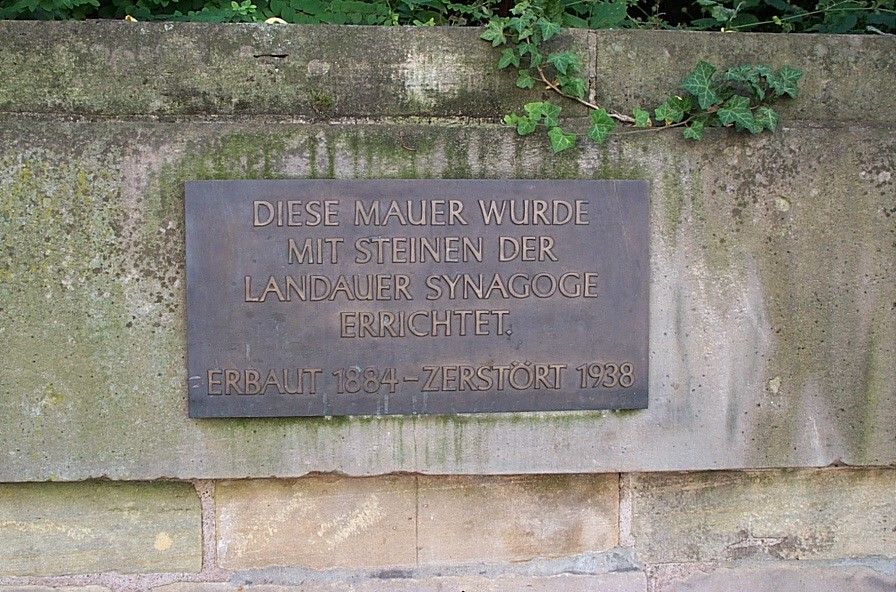 DIESE MAUER WURDE
MIT STEINEN DER
LANDAUER SYNAGOGE
ERRICHTET.
ERBAUT 1884 – ZERSTÖRT 1938